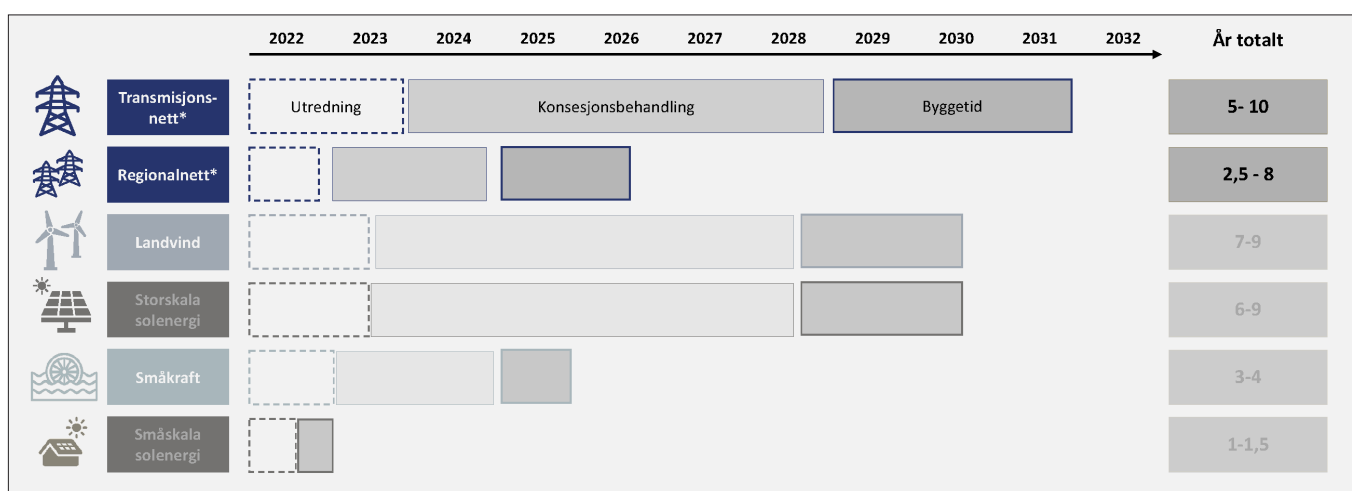 2022 2023 2024 2025 2026 2027 2028 2029 2030 2031 2032 År totalt
Transmisjons-
nett*
Utredning Konsesjonsbehandling Byggetid 5- 10
Regionalnett* 2,5 - 8
Landvind 7-9
Storskala
solenergi
6-9
Småkraft 3-4
Småskala
solenergi
1-1,5